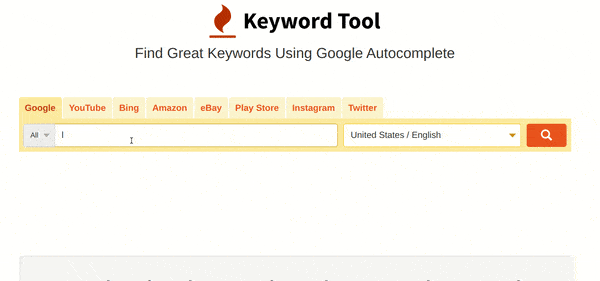 Keyword Tool
Find Great Keywords Using Google Autocomplete
Google YouTube Bing Amazon eBay Play Store Instagram Twitter
All United States / English